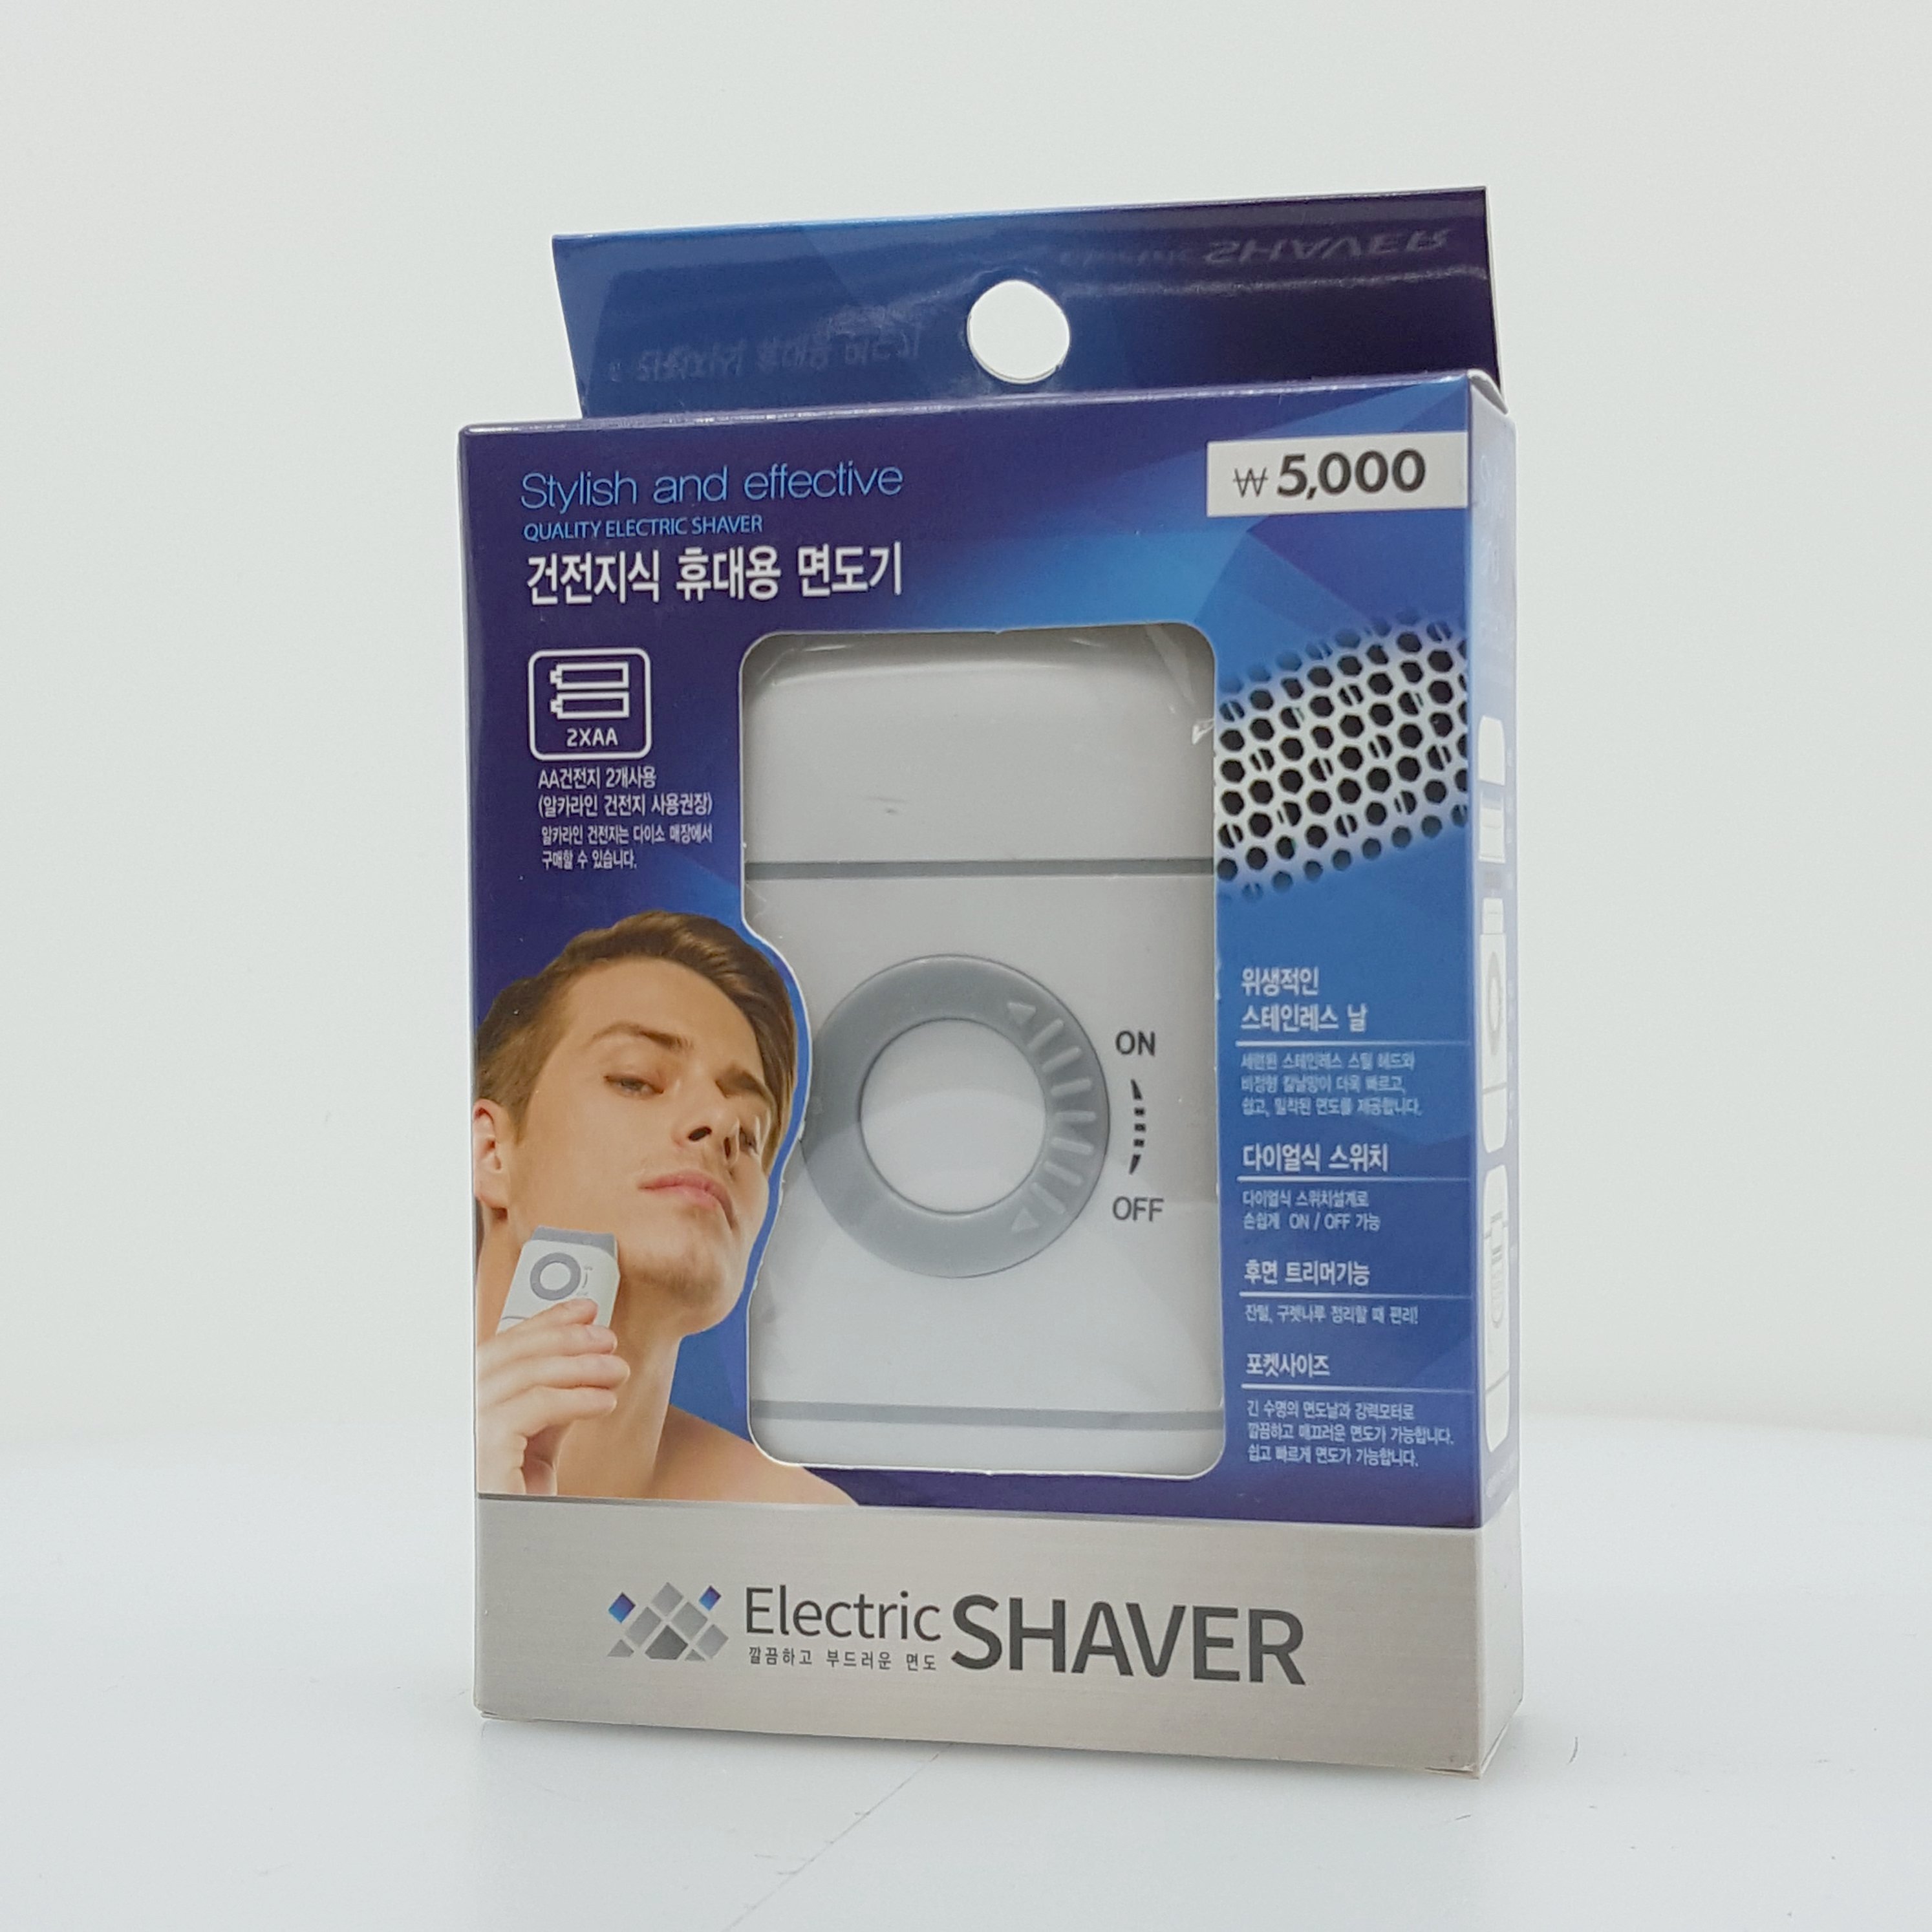 Stylish and effective
QUALITY ELECTRIC SHAVER
건전지식 휴대용 면도기
₩5,000
2XAA
AA건전지 2개사용
(알카라인 건전지 사용권장)
알카라인 건전지는 다이소 매장에서
구매할 수 있습니다.
ON
OFF
위생적인
스테인레스 날
세련된 스테인레스 스틸 헤드와
비정형 칼날망이 더욱 빠르고,
쉽고, 밀착된 면도를 제공합니다.
다이얼식 스위치
다이얼식 스위치설계로
손쉽게 ON / OFF 가능
후면 트리머기능
잔털, 구렛나루 정리할 때 편리!
포켓사이즈
긴 수명의 면도날과 강력모터로
깔끔하고 매끄러운 면도가 가능합니다.
쉽고 빠르게 면도가 가능합니다.
Electric SHAVER
깔끔하고 부드러운 면도